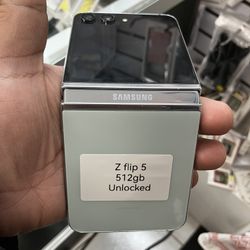 SAMSUNG
Z flip 5
512gb
Unlocked